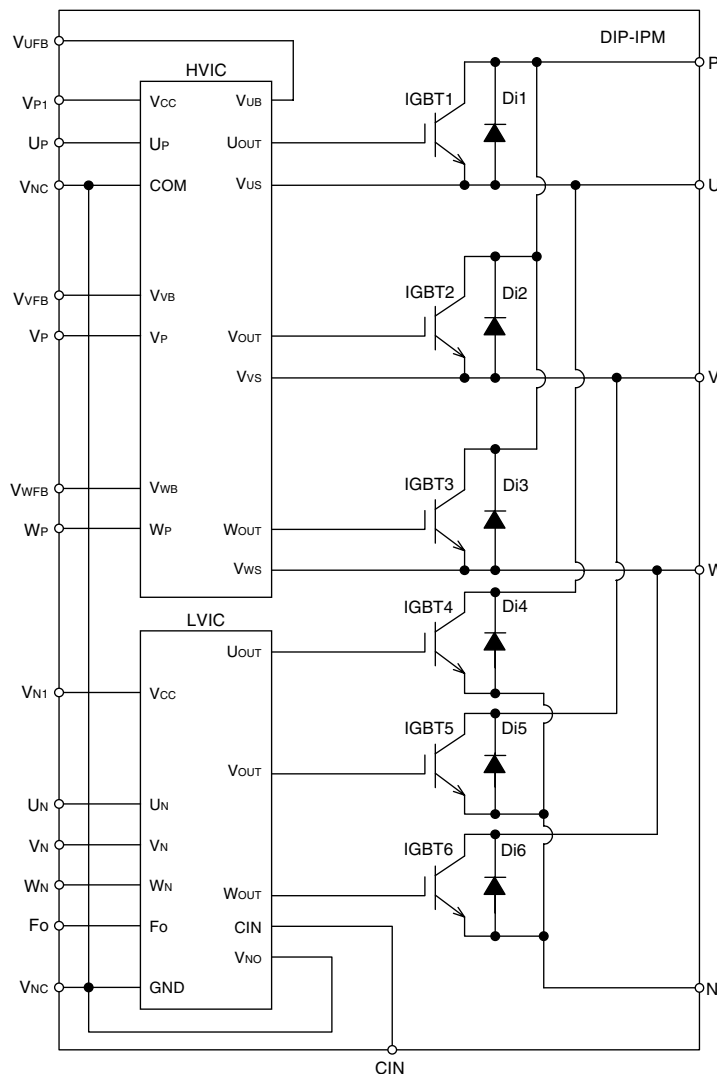 DIP-IPM
VUFB
P
HVIC
IGBT1
Di1
VP1
VCC
VUB
UP
UP
UOUT
VNC
COM
VUS
U
IGBT2
Di2
VVFB
VVB
VP
VP
VOUT
VVS
V
IGBT3
Di3
VWFB
VWB
WP
WP
WOUT
VWS
W
LVIC
IGBT4
Di4
UOUT
VN1
VCC
IGBT5
Di5
VOUT
UN
UN
VN
VN
IGBT6
Di6
WN
WN
WOUT
Fo
Fo
CIN
VNO
VNC
GND
N
CIN